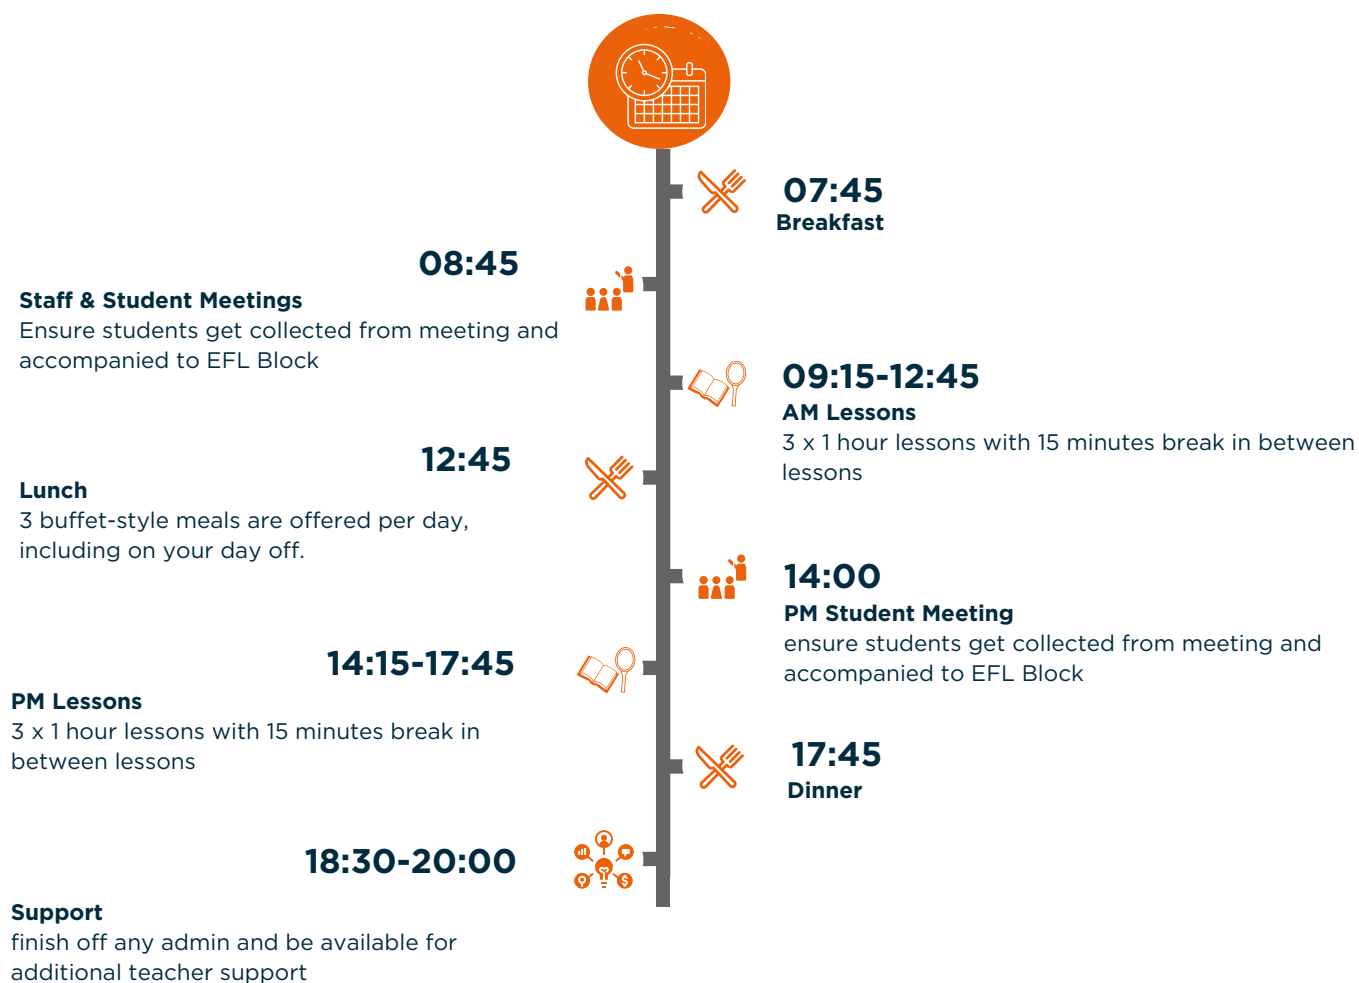 07:45
Breakfast
08:45
Staff & Student Meetings
Ensure students get collected from meeting and
accompanied to EFL Block
09:15-12:45
AM Lessons
3 x 1 hour lessons with 15 minutes break in between
lessons
12:45
Lunch
3 buffet-style meals are offered per day,
including on your day off.
14:00
PM Student Meeting
ensure students get collected from meeting and
accompanied to EFL Block
14:15-17:45
PM Lessons
3 x 1 hour lessons with 15 minutes break in
between lessons
17:45
Dinner
18:30-20:00
Support
finish off any admin and be available for
additional teacher support